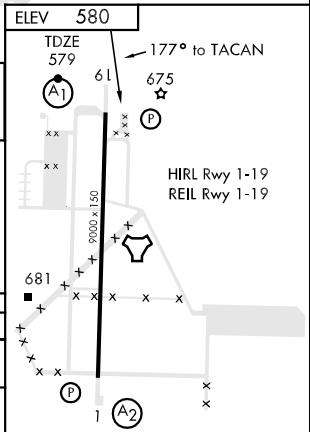 ELEV 580
TDZE
579
177° to TACAN
A1
19
675
P
HIRL Rwy 1-19
REIL Rwy 1-19
9000 x 150
681
P
1
A2